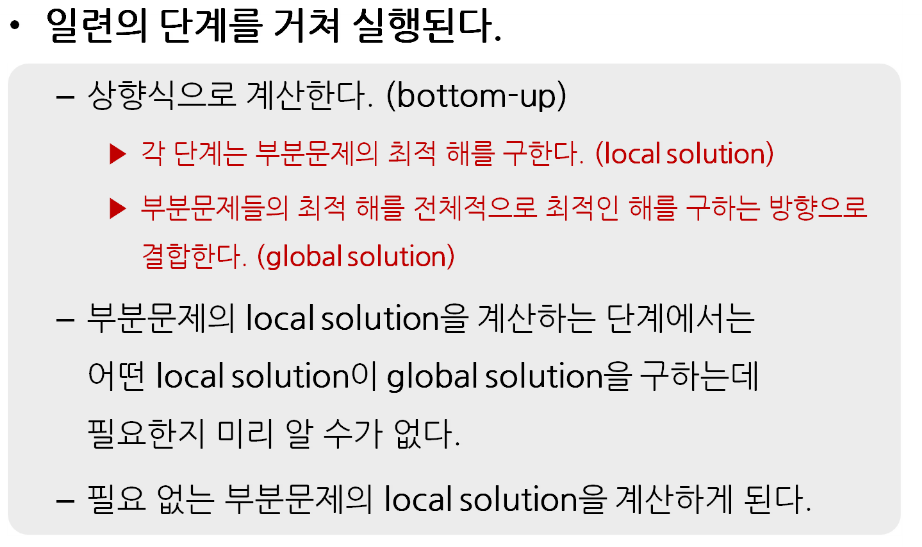 • 일련의 단계를 거쳐 실행된다.
– 상향식으로 계산한다. (bottom-up)
▶ 각 단계는 부분문제의 최적 해를 구한다. (local solution)
▶ 부분문제들의 최적 해를 전체적으로 최적인 해를 구하는 방향으로
결합한다. (global solution)
– 부분문제의 local solution을 계산하는 단계에서는
어떤 local solution이 global solution을 구하는데
필요한지 미리 알 수가 없다.
– 필요 없는 부분문제의 local solution을 계산하게 된다.